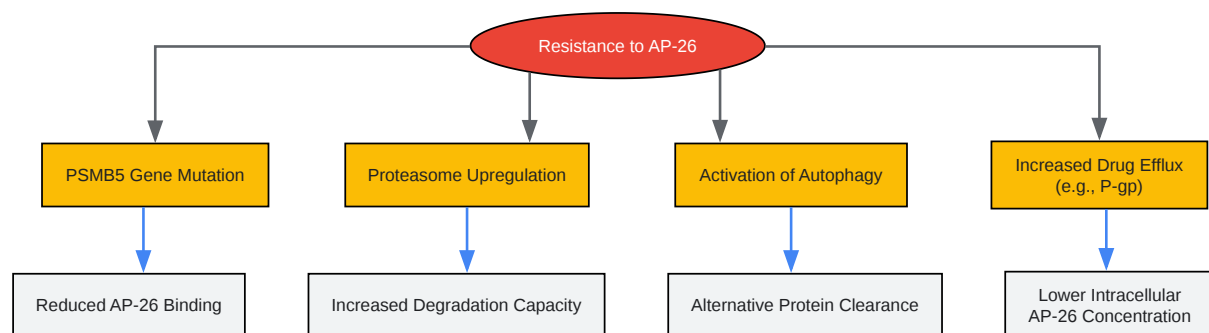 Resistance to AP-26
PSMB5 Gene Mutation
Proteasome Upregulation
Activation of Autophagy
Increased Drug Efflux
(e.g., P-gp)
Reduced AP-26 Binding
Increased Degradation Capacity
Alternative Protein Clearance
Lower Intracellular
AP-26 Concentration